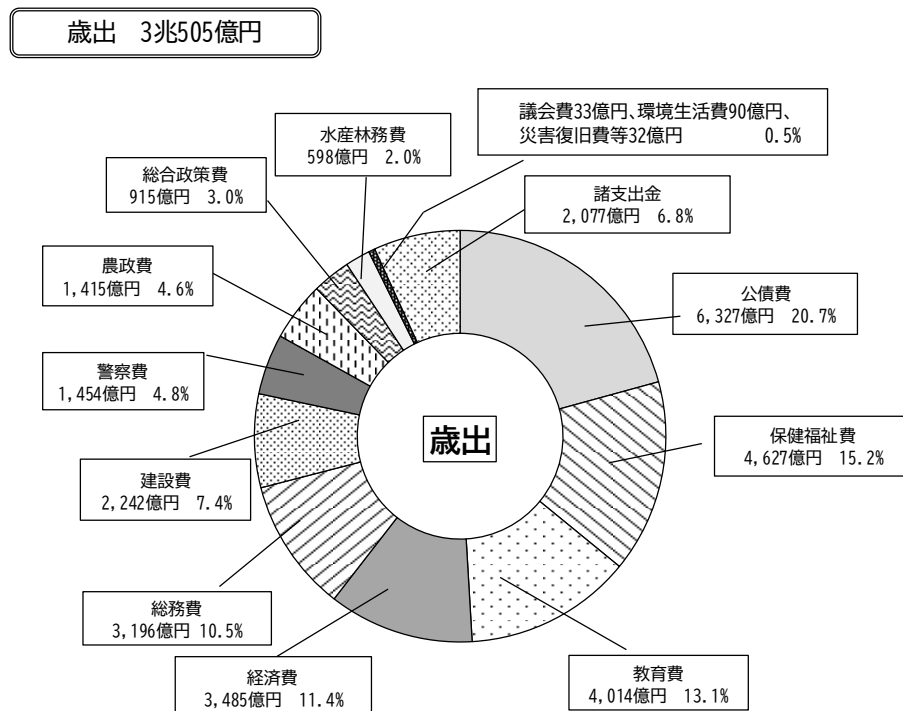 歳出　3兆505億円
議会費33億円、環境生活費90億円、
災害復旧費等32億円　0.5%
水産林務費
598億円 2.0%
総合政策費
915億円 3.0%
諸支出金
2,077億円 6.8%
農政費
1,415億円 4.6%
公債費
6,327億円 20.7%
警察費
1,454億円 4.8%
歳出
保健福祉費
4,627億円 15.2%
建設費
2,242億円 7.4%
総務費
3,196億円 10.5%
経済費
3,485億円 11.4%
教育費
4,014億円 13.1%